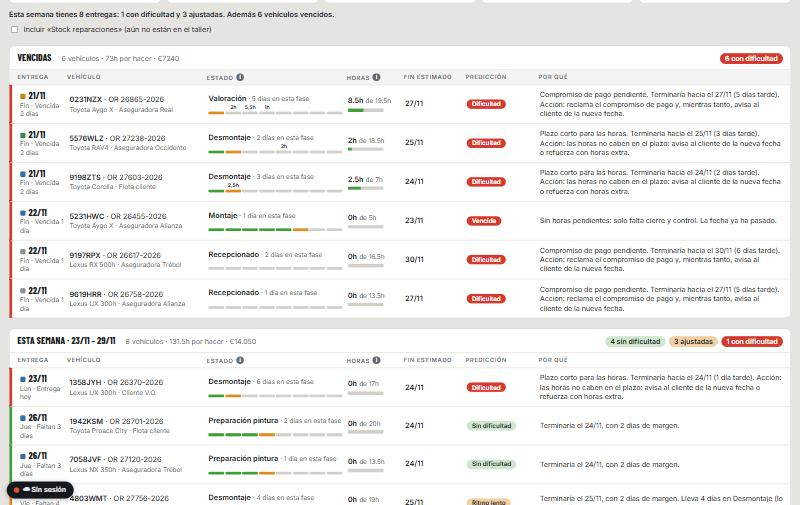 Esta semana tienes 8 entregas: 1 con dificultad y 3 ajustadas. Además 6 vehículos vencidos.
Incluir «Stock reparaciones» (aún no están en el taller)
VENCIDAS 6 vehículos · 73h por hacer · €7240 6 con dificultad
ENTREGA VEHÍCULO ESTADO i HORAS i FIN ESTIMADO PREDICCIÓN POR QUÉ
21/11 0231NZX · OR 26865-2026 Valoración · 5 días en esta fase 8.5h de 19.5h 27/11 Dificultad Compromiso de pago pendiente. Terminaría hacia el 27/11 (5 días tarde).
Fin · Vencida Toyota Aygo X · Aseguradora Real 2h 5,5h 1h Acción: reclama el compromiso de pago y, mientras tanto, avisa al
2 días cliente de la nueva fecha.
21/11 5576WLZ · OR 27238-2026 Desmontaje · 2 días en esta fase 2h de 18.5h 25/11 Dificultad Plazo corto para las horas. Terminaría hacia el 25/11 (3 días tarde).
Fin · Vencida Toyota RAV4 · Aseguradora Occidente 2h Acción: las horas no caben en el plazo: avisa al cliente de la nueva fecha
2 días o refuerza con horas extra.
21/11 9198ZTS · OR 27603-2026 Desmontaje · 3 días en esta fase 2.5h de 7h 24/11 Dificultad Plazo corto para las horas. Terminaría hacia el 24/11 (2 días tarde).
Fin · Vencida Toyota Corolla · Flota cliente 2,5h Acción: las horas no caben en el plazo: avisa al cliente de la nueva fecha
2 días o refuerza con horas extra.
22/11 5231HWC · OR 26455-2026 Montaje · 1 día en esta fase 0h de 5h 23/11 Vencida Sin horas pendientes: solo falta cierre y control. La fecha ya ha pasado.
Fin · Vencida 1 Toyota Aygo X · Aseguradora Alianza
día
22/11 9197RPX · OR 26617-2026 Recepcionado · 2 días en esta fase 0h de 16.5h 30/11 Dificultad Compromiso de pago pendiente. Terminaría hacia el 30/11 (6 días tarde).
Fin · Vencida 1 Lexus RX 500h · Aseguradora Trébol Acción: reclama el compromiso de pago y, mientras tanto, avisa al
día cliente de la nueva fecha.
22/11 9619HRR · OR 26758-2026 Recepcionado · 1 día en esta fase 0h de 13.5h 27/11 Dificultad Compromiso de pago pendiente. Terminaría hacia el 27/11 (5 días tarde).
Fin · Vencida 1 Lexus UX 300h · Aseguradora Alianza Acción: reclama el compromiso de pago y, mientras tanto, avisa al
día cliente de la nueva fecha.
ESTA SEMANA · 23/11 – 29/11 8 vehículos · 131.5h por hacer · €14.050 4 sin dificultad 3 ajustadas 1 con dificultad
ENTREGA VEHÍCULO ESTADO i HORAS i FIN ESTIMADO PREDICCIÓN POR QUÉ
23/11 1358JYH · OR 26370-2026 Desmontaje · 6 días en esta fase 0h de 17h 24/11 Dificultad Plazo corto para las horas. Terminaría hacia el 24/11 (1 día tarde). Acción:
Lun · Entrega Lexus UX 300h · Cliente V.O. las horas no caben en el plazo: avisa al cliente de la nueva fecha o
hoy refuerza con horas extra.
26/11 1942KSM · OR 26701-2026 Preparación pintura · 2 días en esta fase 0h de 20h 24/11 Sin dificultad Terminaría el 24/11, con 2 días de margen.
Jue · Faltan 3 Toyota Proace City · Flota cliente
días
26/11 7058JVF · OR 27120-2026 Preparación pintura · 1 día en esta fase 0h de 13.5h 24/11 Sin dificultad Terminaría el 24/11, con 2 días de margen.
Jue · Faltan 3 Lexus NX 350h · Aseguradora Trébol
días
Sin sesión 4803WMT · OR 27756-2026 Desmontaje · 4 días en esta fase 0h de 19h 25/11 Ritmo lento Terminaría el 25/11, con 2 días de margen. Lleva 4 días en Desmontaje (lo
Vie · Faltan 4